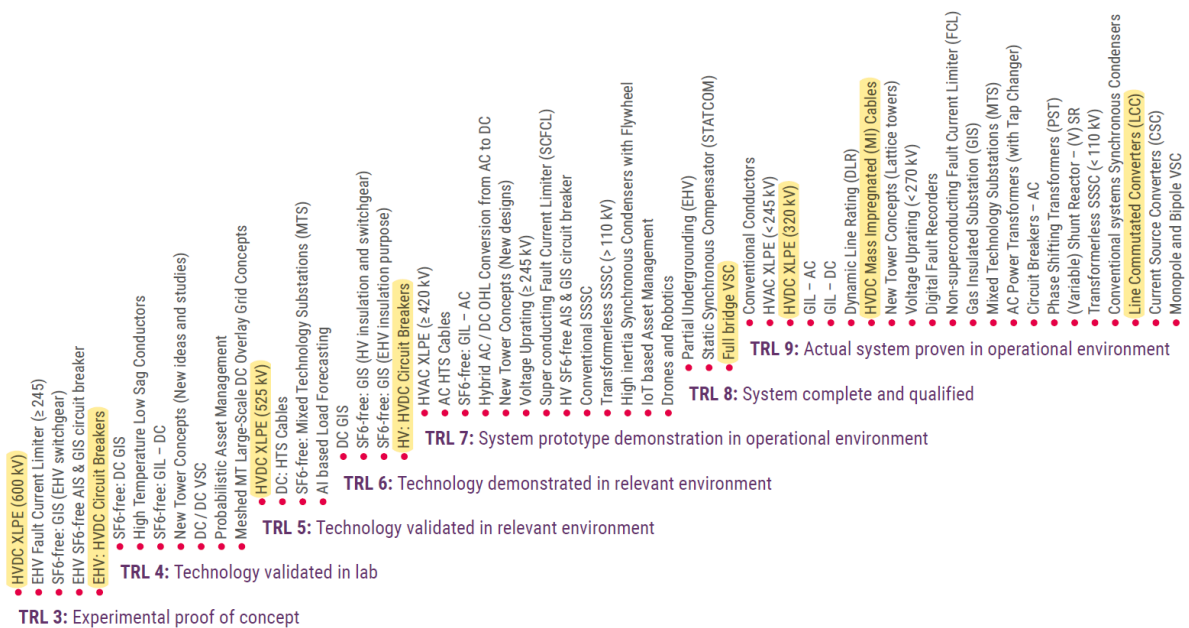 HVDC XLPE (600 kV)
EHV Fault Current Limiter (≥ 245)
SF6-free: GIS (EHV switchgear)
EHV SF6-free AIS & GIS circuit breaker
EHV: HVDC Circuit Breakers
TRL 3: Experimental proof of concept
SF6-free: DC GIS
High Temperature Low Sag Conductors
SF6-free: GIL – DC
New Tower Concepts (New ideas and studies)
DC / DC VSC
Probabilistic Asset Management
Meshed MT Large-Scale DC Overlay Grid Concepts
TRL 4: Technology validated in lab
HVDC XLPE (525 kV)
DC: HTS Cables
SF6-free: Mixed Technology Substations (MTS)
AI based Load Forecasting
TRL 5: Technology validated in relevant environment
DC GIS
SF6-free: GIS (HV insulation and switchgear)
SF6-free: GIS (EHV insulation purpose)
HV: HVDC Circuit Breakers
TRL 6: Technology demonstrated in relevant environment
HVAC XLPE (≥ 420 kV)
AC HTS Cables
SF6-free: GIL – AC
Hybrid AC / DC OHL Conversion from AC to DC
New Tower Concepts (New designs)
Voltage Uprating (≥ 245 kV)
Super conducting Fault Current Limiter (SCFCL)
HV SF6-free AIS & GIS circuit breaker
Conventional SSSC
Transformerless SSSC (> 110 kV)
High inertia Synchronous Condensers with Flywheel
IoT based Asset Management
Drones and Robotics
TRL 7: System prototype demonstration in operational environment
Partial Undergrounding (EHV)
Static Synchronous Compensator (STATCOM)
Full bridge VSC
TRL 8: System complete and qualified
Conventional Conductors
HVAC XLPE (< 245 kV)
HVDC XLPE (320 kV)
GIL – AC
GIL – DC
Dynamic Line Rating (DLR)
HVDC Mass Impregnated (MI) Cables
New Tower Concepts (Lattice towers)
Voltage Uprating (< 270 kV)
Digital Fault Recorders
Non-superconducting Fault Current Limiter (FCL)
Gas Insulated Substation (GIS)
Mixed Technology Substations (MTS)
AC Power Transformers (with Tap Changer)
Circuit Breakers – AC
Phase Shifting Transformers (PST)
(Variable) Shunt Reactor – (V) SR
Transformerless SSSC (< 110 kV)
Conventional systems Synchronous Condensers
Line Commutated Converters (LCC)
Current Source Converters (CSC)
Monopole and Bipole VSC
TRL 9: Actual system proven in operational environment